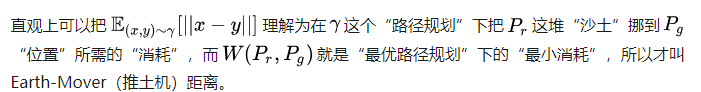 直观上可以把 𝔼₍ₓ,ᵧ₎∼γ[||x − y||] 理解为在 γ 这个“路径规划”下把 Pᵣ 这堆“沙土”挪到 P_g
“位置”所需的“消耗”，而 W(Pᵣ, P_g) 就是“最优路径规划”下的“最小消耗”，所以才叫
Earth-Mover（推土机）距离。